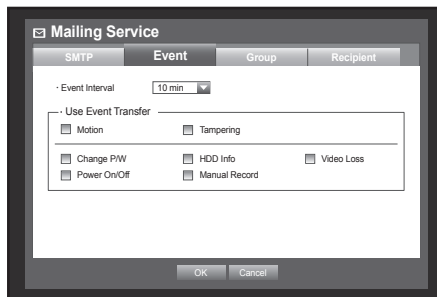 Mailing Service
SMTP Event Group Recipient
· Event Interval 10 min
· Use Event Transfer
Motion Tampering
Change P/W HDD Info Video Loss
Power On/Off Manual Record
OK Cancel